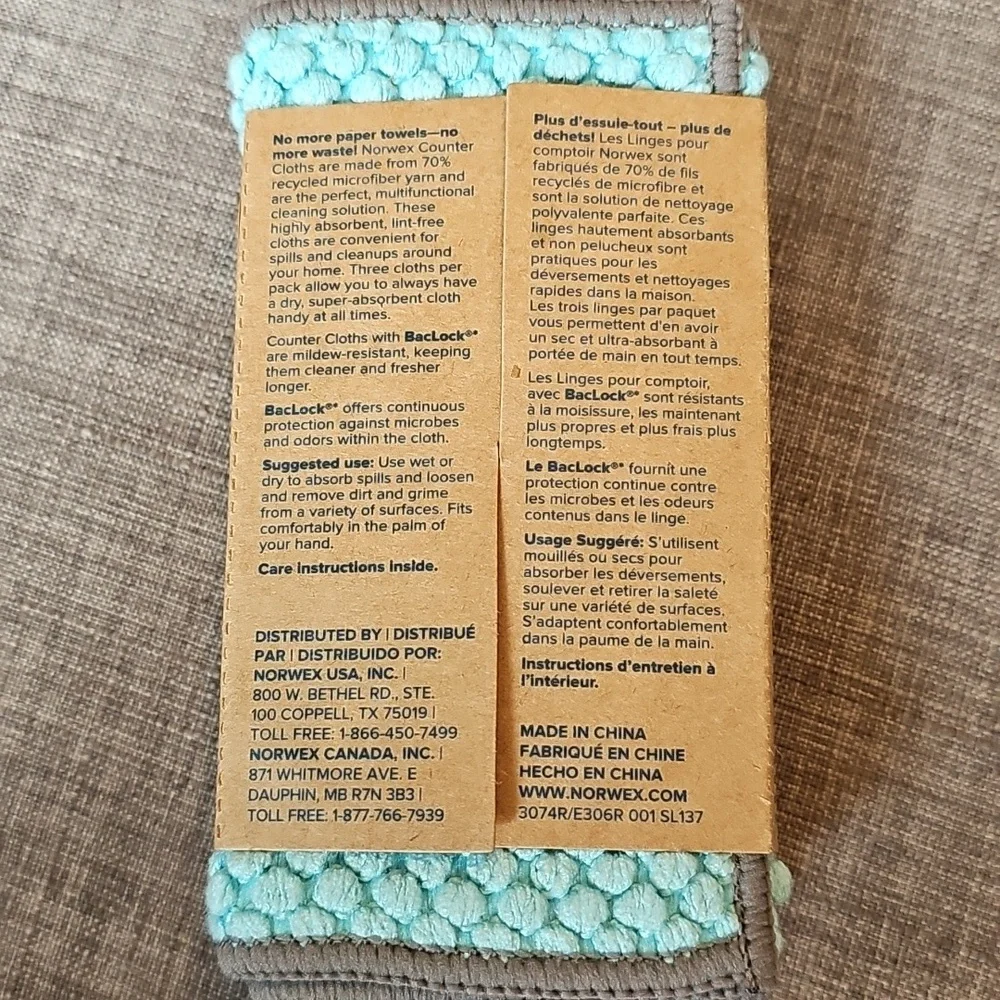 No more paper towels—no
more waste! Norwex Counter
Cloths are made from 70%
recycled microfiber yarn and
are the perfect, multifunctional
cleaning solution. These
highly absorbent, lint-free
cloths are convenient for
spills and cleanups around
your home. Three cloths per
pack allow you to always have
a dry, super-absorbent cloth
handy at all times.
Counter Cloths with BacLock®*
are mildew-resistant, keeping
them cleaner and fresher
longer.
BacLock®* offers continuous
protection against microbes
and odors within the cloth.
Suggested use: Use wet or
dry to absorb spills and loosen
and remove dirt and grime
from a variety of surfaces. Fits
comfortably in the palm of
your hand.
Care instructions inside.
DISTRIBUTED BY | DISTRIBUÉ
PAR | DISTRIBUIDO POR:
NORWEX USA, INC. |
800 W. BETHEL RD., STE.
100 COPPELL, TX 75019 |
TOLL FREE: 1-866-450-7499
NORWEX CANADA, INC. |
871 WHITMORE AVE. E
DAUPHIN, MB R7N 3B3 |
TOLL FREE: 1-877-766-7939
Plus d'essuie-tout – plus de
déchets! Les Linges pour
comptoir Norwex sont
fabriqués de 70% de fils
recyclés de microfibre et
sont la solution de nettoyage
polyvalente parfaite. Ces
linges hautement absorbants
et non pelucheux sont
pratiques pour les
déversements et nettoyages
rapides dans la maison.
Les trois linges par paquet
vous permettent d'en avoir
un sec et ultra-absorbant à
portée de main en tout temps.
Les Linges pour comptoir,
avec BacLock®* sont résistants
à la moisissure, les maintenant
plus propres et plus frais plus
longtemps.
Le BacLock®* fournit une
protection continue contre
les microbes et les odeurs
contenus dans le linge.
Usage Suggéré: S'utilisent
mouillés ou secs pour
absorber les déversements,
soulever et retirer la saleté
sur une variété de surfaces.
S'adaptent confortablement
dans la paume de la main.
Instructions d'entretien à
l'intérieur.
MADE IN CHINA
FABRIQUÉ EN CHINE
HECHO EN CHINA
WWW.NORWEX.COM
3074R/E306R 001 SL137